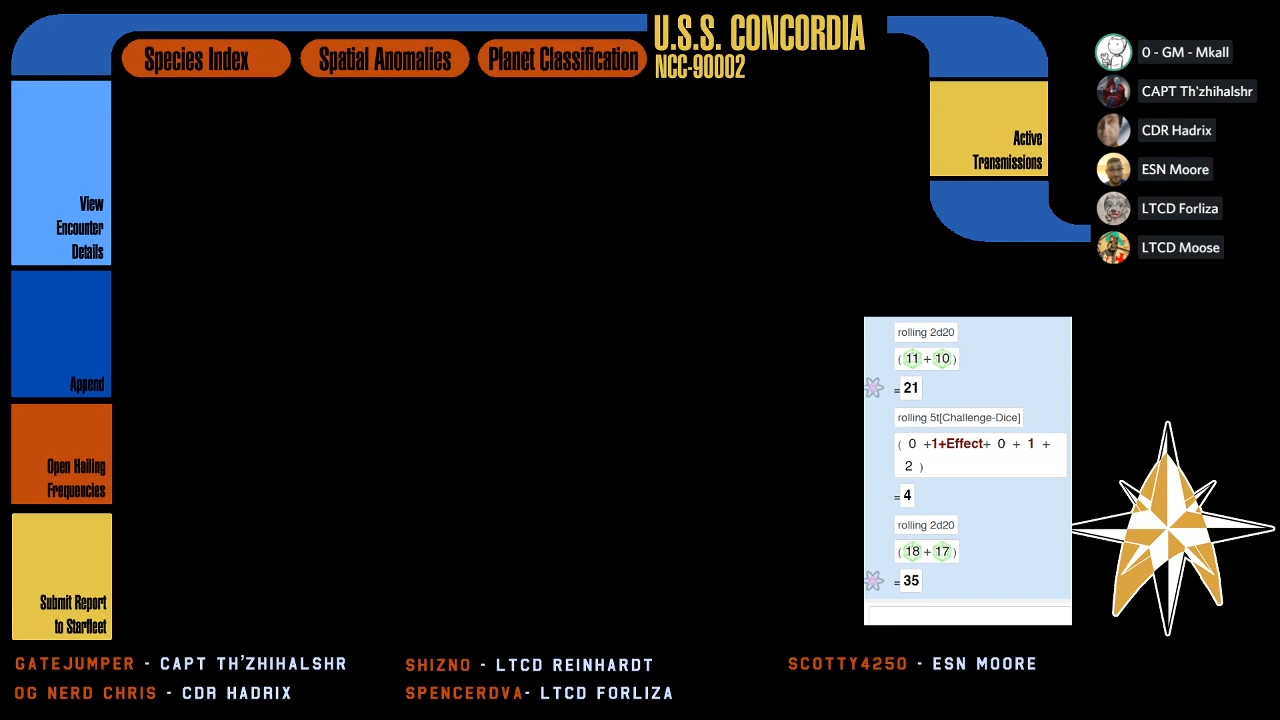 U.S.S. CONCORDIA
NCC-90002
Species Index
Spatial Anomalies
Planet Classification
View
Encounter
Details
Append
Open Hailing
Frequencies
Submit Report
to Starfleet
Active
Transmissions
0 - GM - Mkall
CAPT Th'zhihalshr
CDR Hadrix
ESN Moore
LTCD Forliza
LTCD Moose
rolling 2d20
(11+10)
=21
rolling 5t[Challenge-Dice]
( 0 +1+Effect+ 0 + 1 +
2 )
=4
rolling 2d20
(18+17)
=35
GATEJUMPER - CAPT TH'ZHIHALSHR
SHIZNO - LTCD REINHARDT
SCOTTY4250 - ESN MOORE
OG NERD CHRIS - CDR HADRIX
SPENCERDVA- LTCD FORLIZA